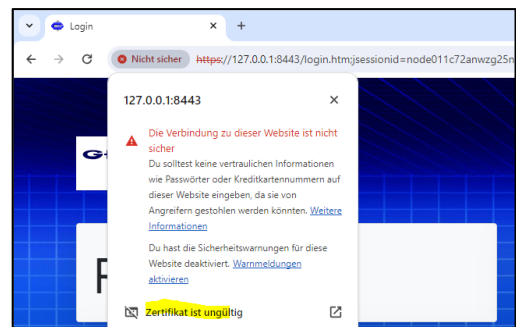 Login
Nicht sicher https://127.0.0.1:8443/login.htm;jsessionid=node011c72anwzg25n
127.0.0.1:8443
Die Verbindung zu dieser Website ist nicht
sicher
Du solltest keine vertraulichen Informationen
wie Passwörter oder Kreditkartennummern auf
dieser Website eingeben, da sie von
Angreifern gestohlen werden könnten. Weitere
Informationen
Du hast die Sicherheitswarnungen für diese
Website deaktiviert. Warnmeldungen
aktivieren
Zertifikat ist ungültig